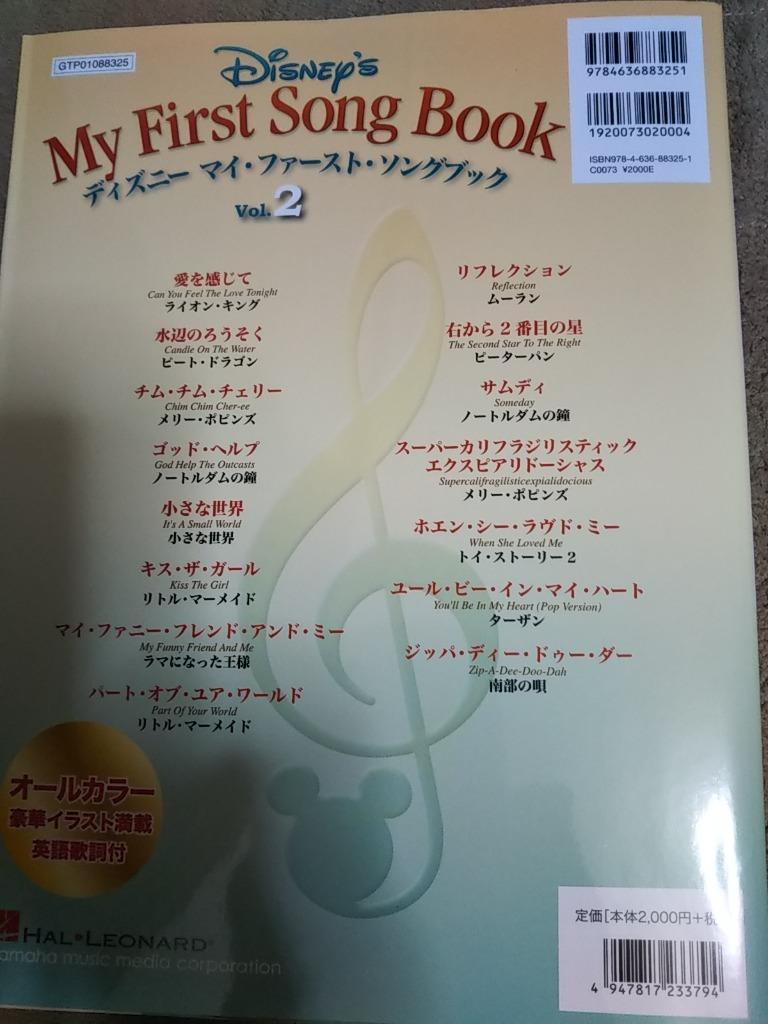 GTP01088325
Disney's
My First Song Book
ディズニー マイ・ファースト・ソングブック
Vol.2
9784636883251
1920073020004
ISBN978-4-636-88325-1
C0073 ¥2000E
愛を感じて
Can You Feel The Love Tonight
ライオン・キング
水辺のろうそく
Candle On The Water
ピート・ドラゴン
チム・チム・チェリー
Chim Chim Cher-ee
メリー・ポピンズ
ゴッド・ヘルプ
God Help The Outcasts
ノートルダムの鐘
小さな世界
It's A Small World
小さな世界
キス・ザ・ガール
Kiss The Girl
リトル・マーメイド
マイ・ファニー・フレンド・アンド・ミー
My Funny Friend And Me
ラマになった王様
パート・オブ・ユア・ワールド
Part Of Your World
リトル・マーメイド
リフレクション
Reflection
ムーラン
右から2番目の星
The Second Star To The Right
ピーターパン
サムディ
Someday
ノートルダムの鐘
スーパーカリフラジリスティック
エクスピアリドーシャス
Supercalifragilisticexpialidocious
メリー・ポピンズ
ホエン・シー・ラヴド・ミー
When She Loved Me
トイ・ストーリー2
ユール・ビー・イン・マイ・ハート
You'll Be In My Heart (Pop Version)
ターザン
ジッパ・ディー・ドゥー・ダー
Zip-A-Dee-Doo-Dah
南部の唄
オールカラー
豪華イラスト満載
英語歌詞付
HAL•LEONARD
amaha music media corporation
定価[本体2,000円+税
4 947817 233794